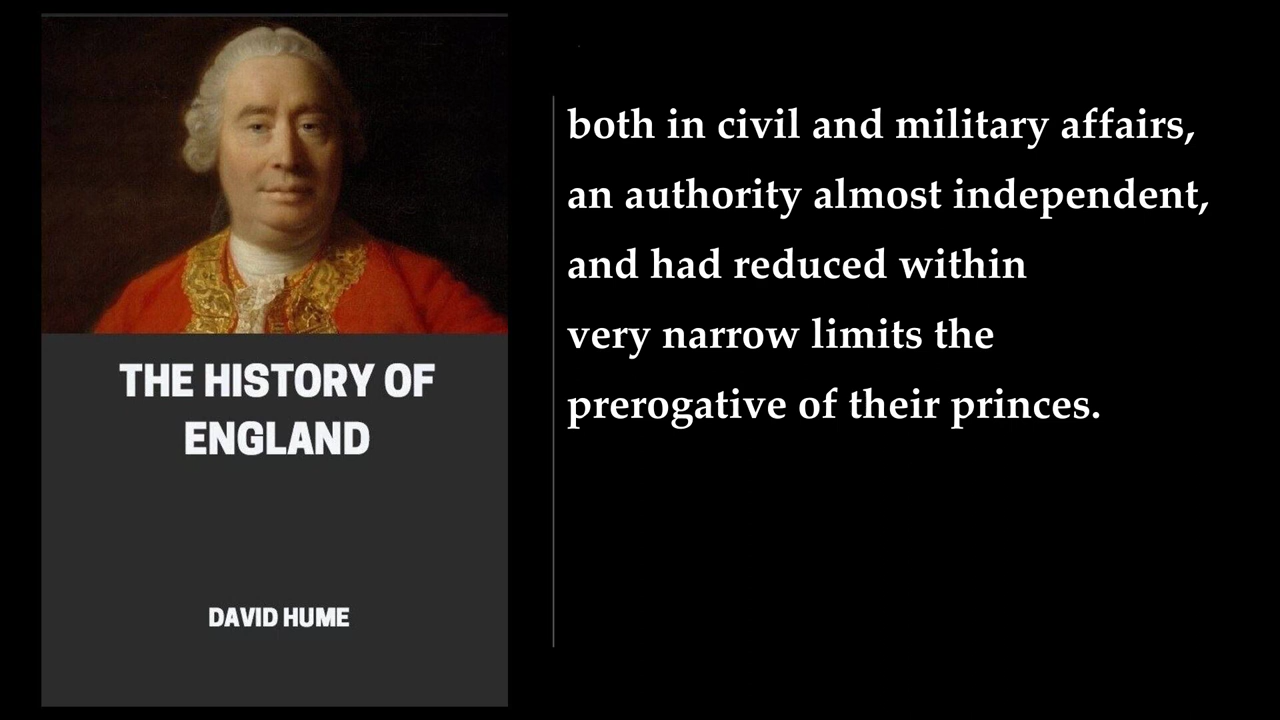 THE HISTORY OF
ENGLAND
DAVID HUME
both in civil and military affairs,
an authority almost independent,
and had reduced within
very narrow limits the
prerogative of their princes.